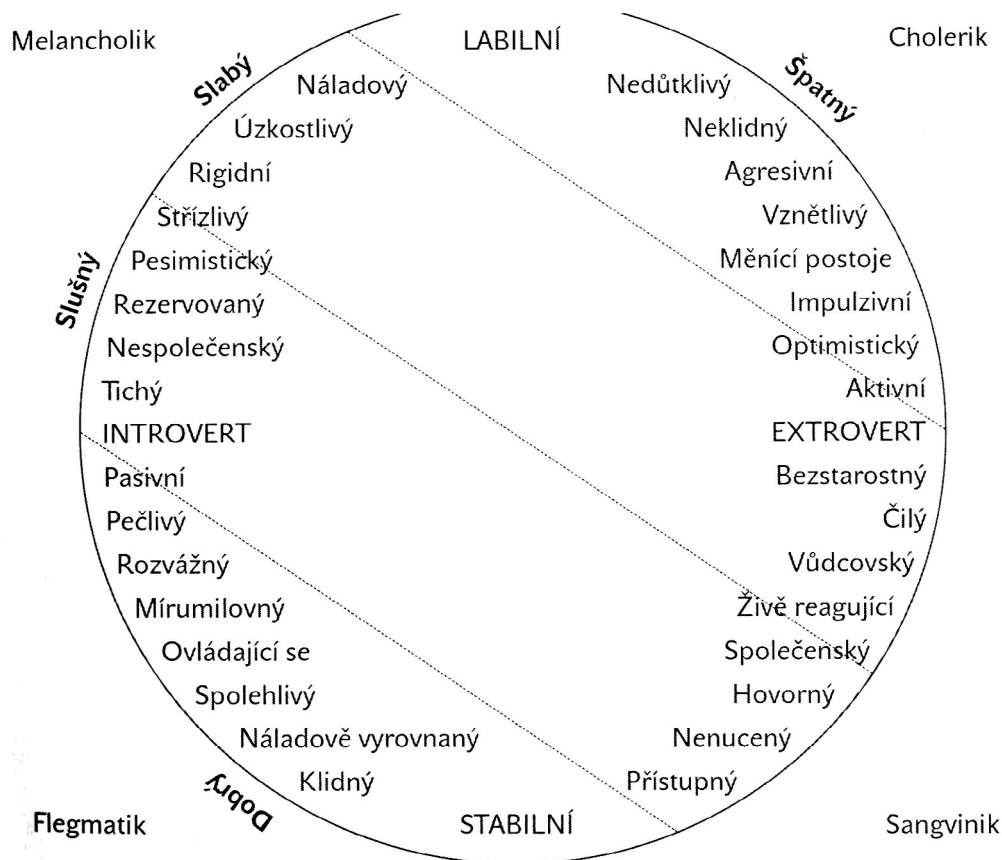 Melancholik LABILNÍ Cholerik
Slabý Špatný
Náladový Nedůtklivý
Úzkostlivý Neklidný
Rigidní Agresivní
Střízlivý Vznětlivý
Pesimistický Měnící postoje
Slušný
Rezervovaný Impulzivní
Nespolečenský Optimistický
Tichý Aktivní
INTROVERT EXTROVERT
Pasivní Bezstarostný
Pečlivý Čilý
Rozvážný Vůdcovský
Mírumilovný Živě reagující
Ovládající se Společenský
Spolehlivý Hovorný
Náladově vyrovnaný Nenucený
Klidný Přístupný
Dobrý
Flegmatik STABILNÍ Sangvinik